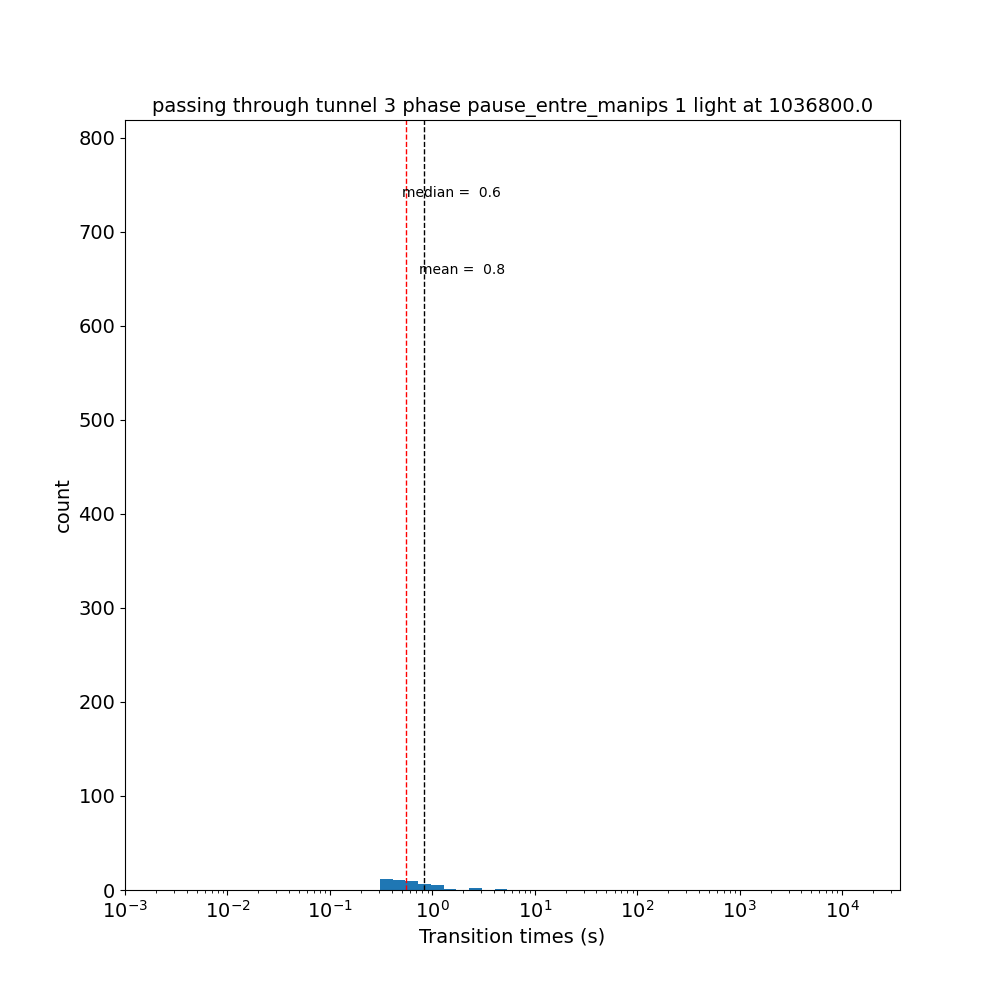 passing through tunnel 3 phase pause_entre_manips 1 light at 1036800.0
800
median =  0.6
700
mean =  0.8
600
500
count
400
300
200
100
0
10⁻³ 10⁻² 10⁻¹ 10⁰ 10¹ 10² 10³ 10⁴
Transition times (s)